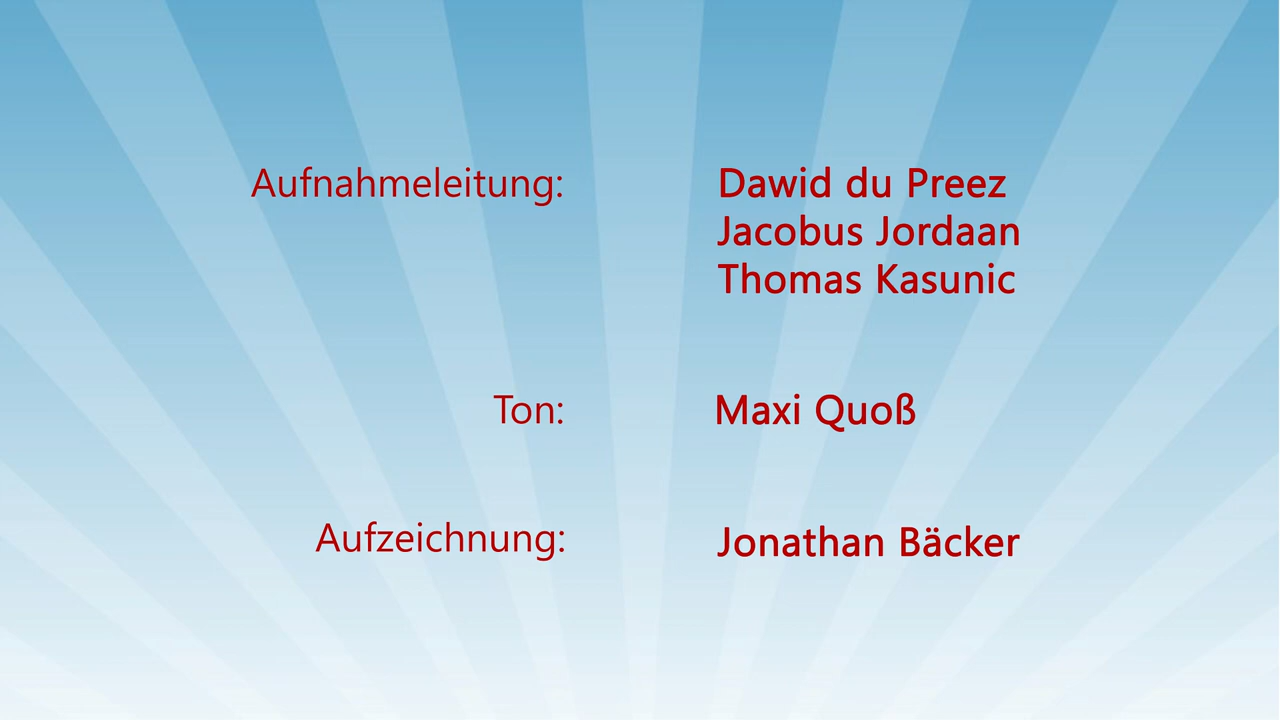 Aufnahmeleitung: Dawid du Preez
Jacobus Jordaan
Thomas Kasunic
Ton: Maxi Quoß
Aufzeichnung: Jonathan Bäcker